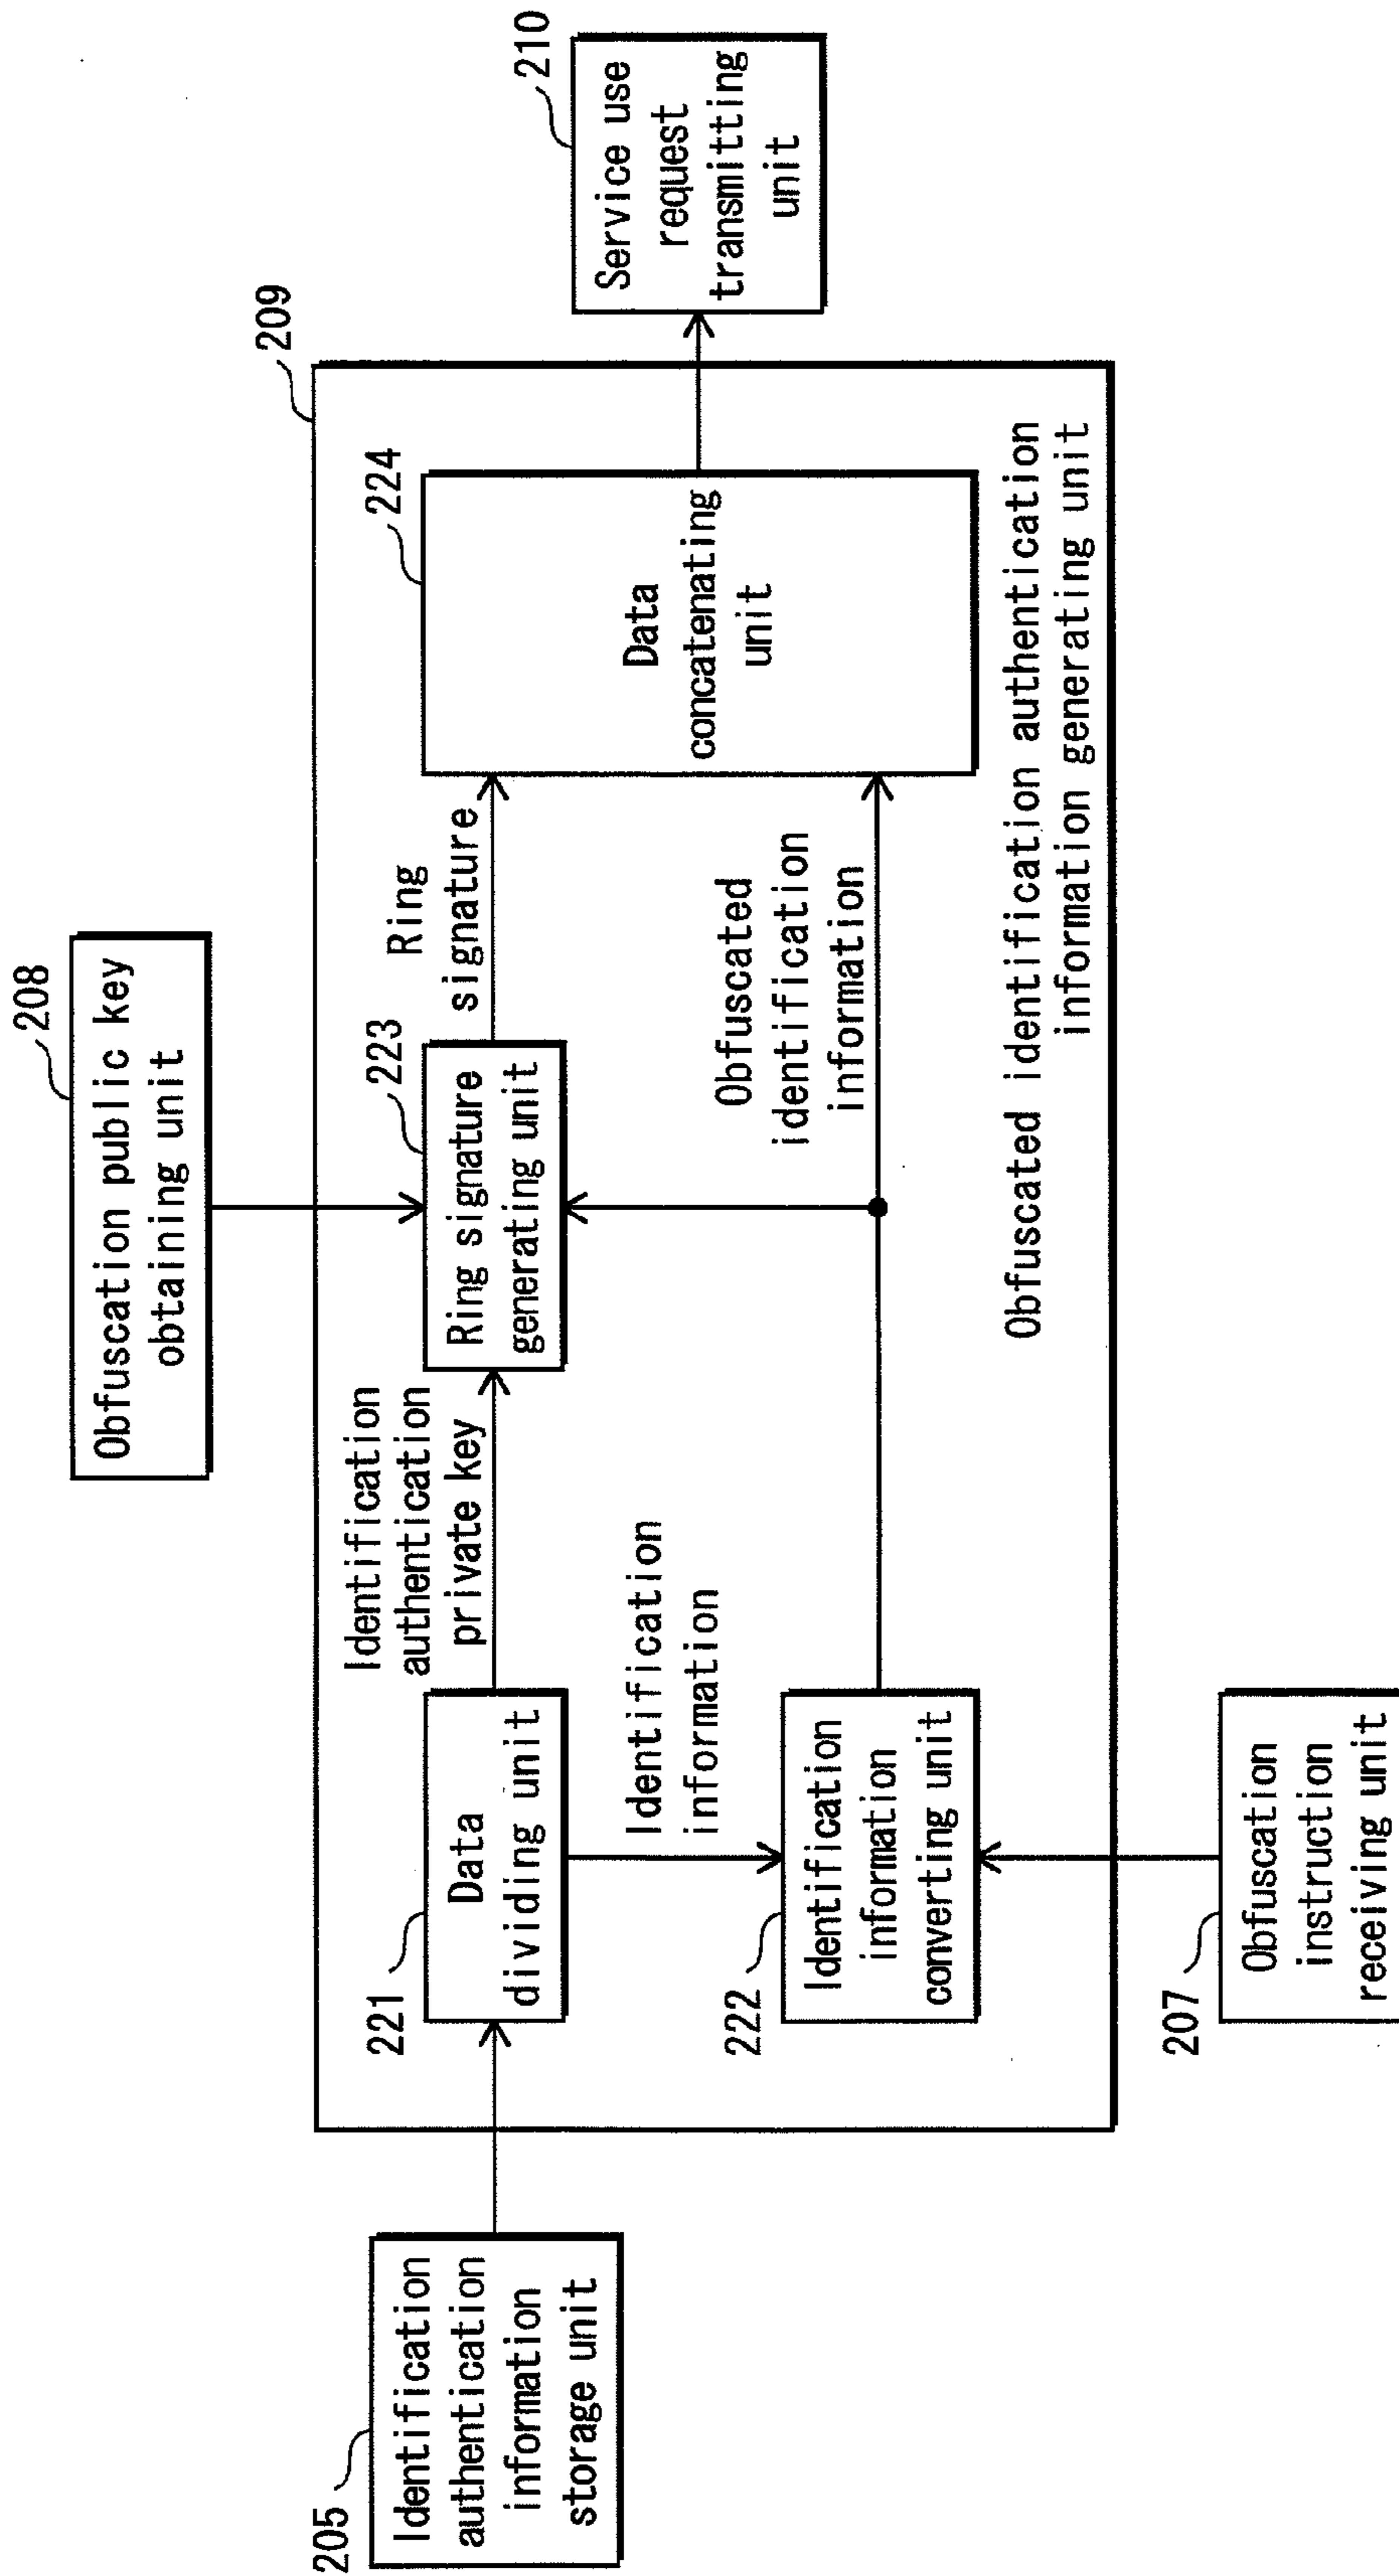 208
Obfuscation public key
obtaining unit
209
210
Service use
request
transmitting
unit
205
Identification
authentication
information
storage unit
221
Data
dividing unit
Identification
authentication
private key
223
Ring signature
generating unit
Ring
signature
224
Data
concatenating
unit
Identification
information
222
Identification
information
converting unit
Obfuscated
identification
information
Obfuscated identification authentication
information generating unit
207
Obfuscation
instruction
receiving unit